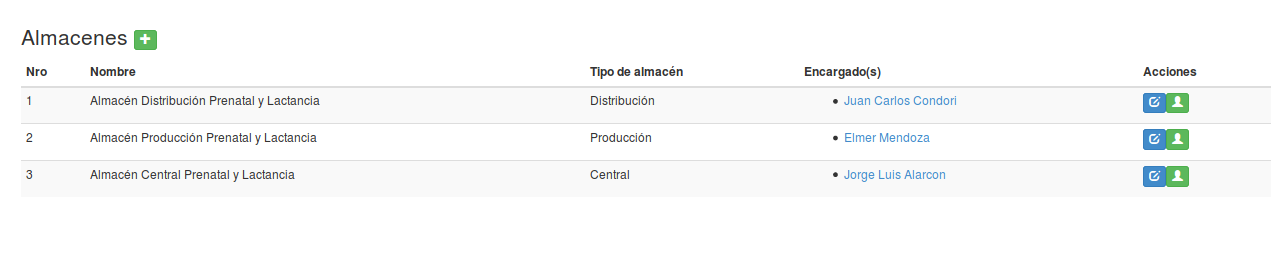 Almacenes
Nro Nombre Tipo de almacén Encargado(s) Acciones
1 Almacén Distribución Prenatal y Lactancia Distribución • Juan Carlos Condori
2 Almacén Producción Prenatal y Lactancia Producción • Elmer Mendoza
3 Almacén Central Prenatal y Lactancia Central • Jorge Luis Alarcon